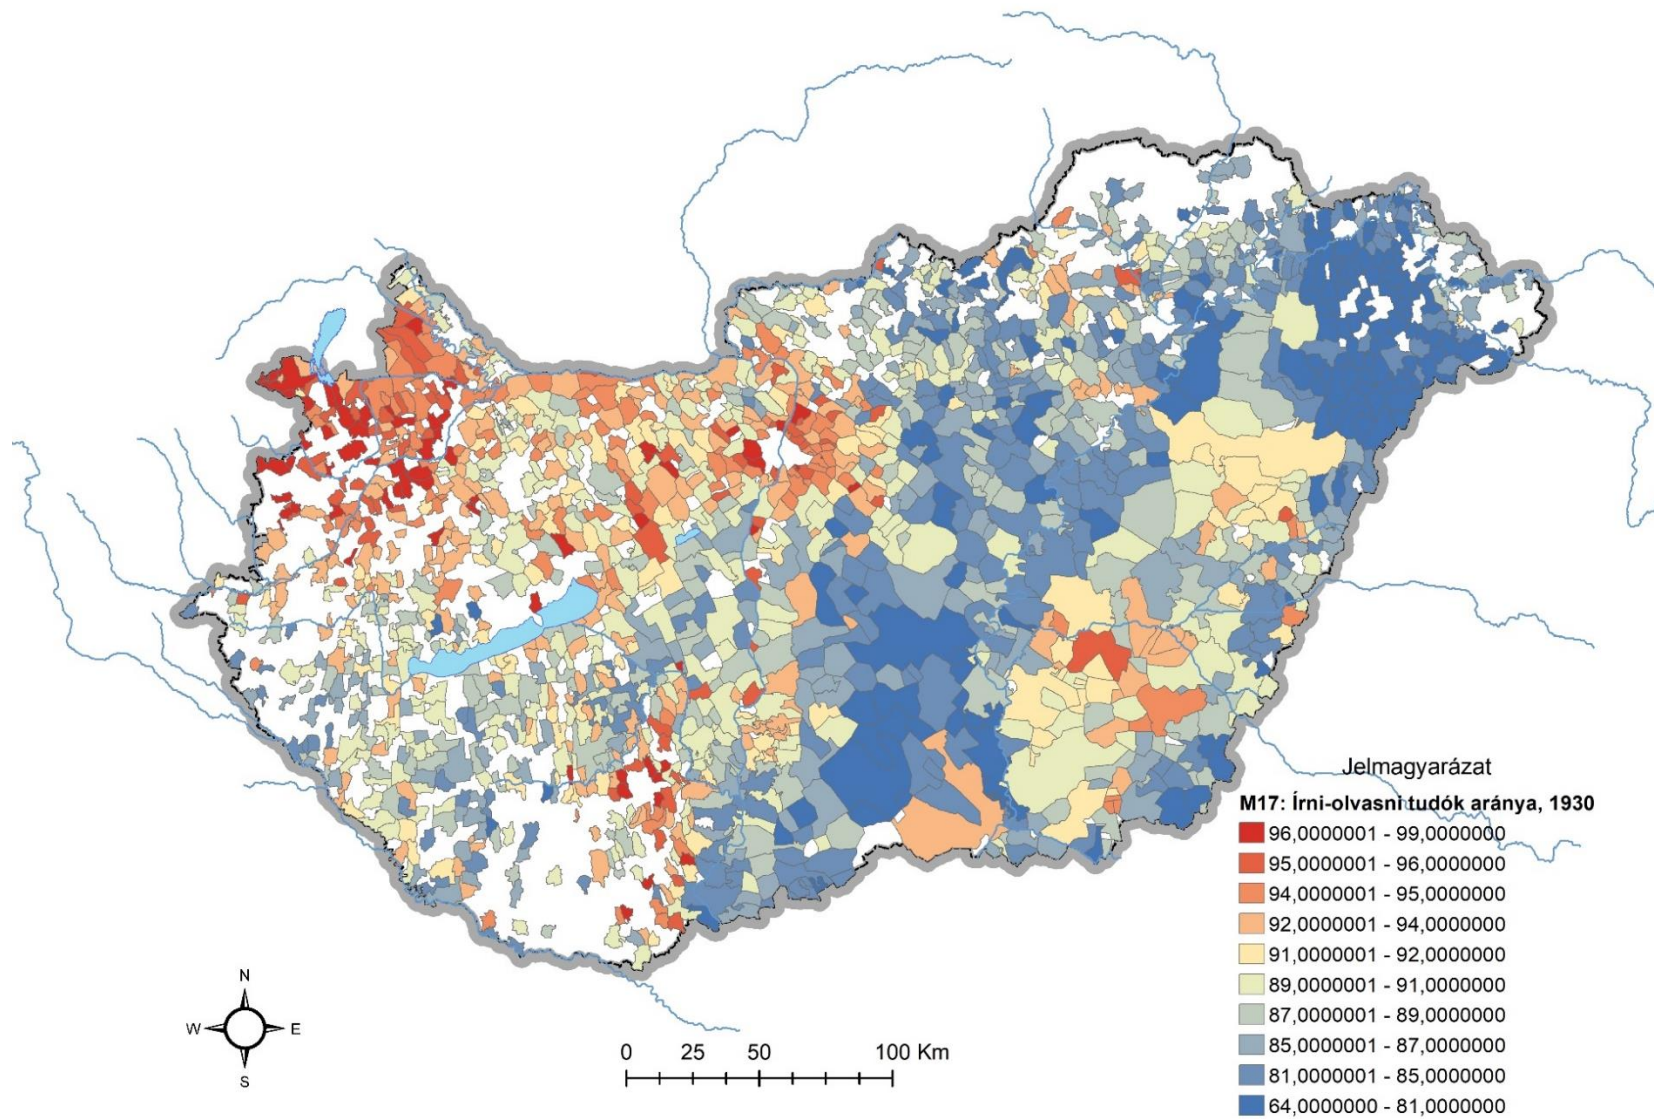 Jelmagyarázat
M17: Írni-olvasni tudók aránya, 1930
96,0000001 - 99,0000000
95,0000001 - 96,0000000
94,0000001 - 95,0000000
92,0000001 - 94,0000000
91,0000001 - 92,0000000
89,0000001 - 91,0000000
87,0000001 - 89,0000000
85,0000001 - 87,0000000
81,0000001 - 85,0000000
64,0000000 - 81,0000000
N
W E
S
0 25 50 100 Km